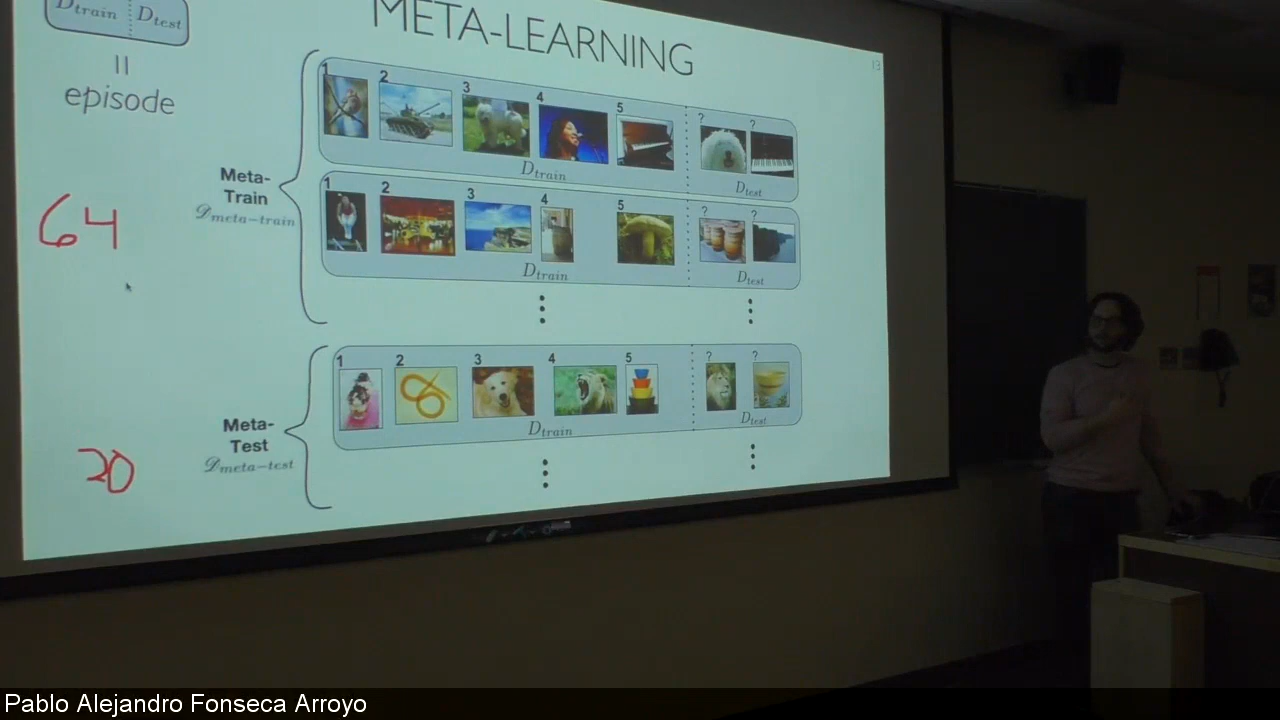 D_train D_test
=
episode
META-LEARNING
13
1 2 3 4 5 ? ?
D_train D_test
Meta-
Train
𝒟_meta-train
1 2 3 4 5 ? ?
D_train D_test
64
1 2 3 4 5 ? ?
D_train D_test
Meta-
Test
𝒟_meta-test
20
Pablo Alejandro Fonseca Arroyo